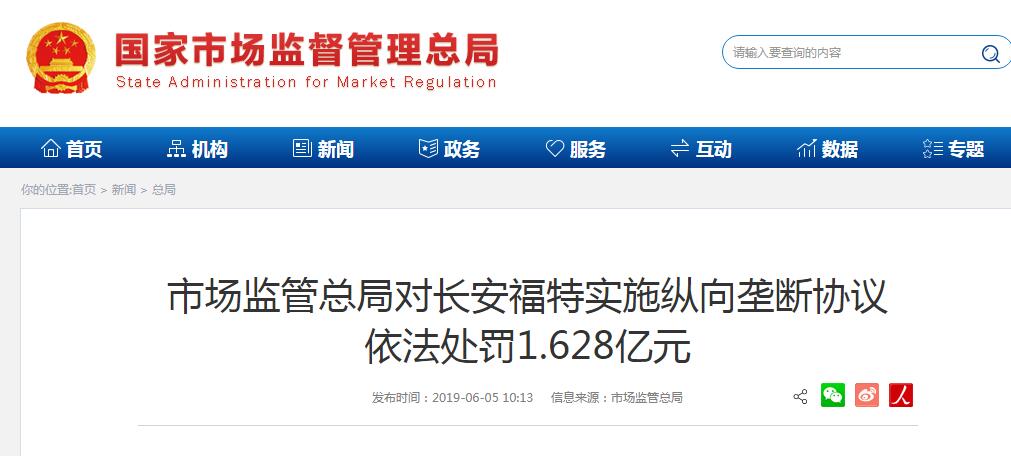 国家市场监督管理总局
State Administration for Market Regulation
请输入要查询的内容
首页 机构 新闻 政务 服务 互动 数据 专题
你的位置:首页 > 新闻 > 总局
市场监管总局对长安福特实施纵向垄断协议
依法处罚1.628亿元
发布时间：2019-06-05 10:13 信息来源：市场监管总局
人